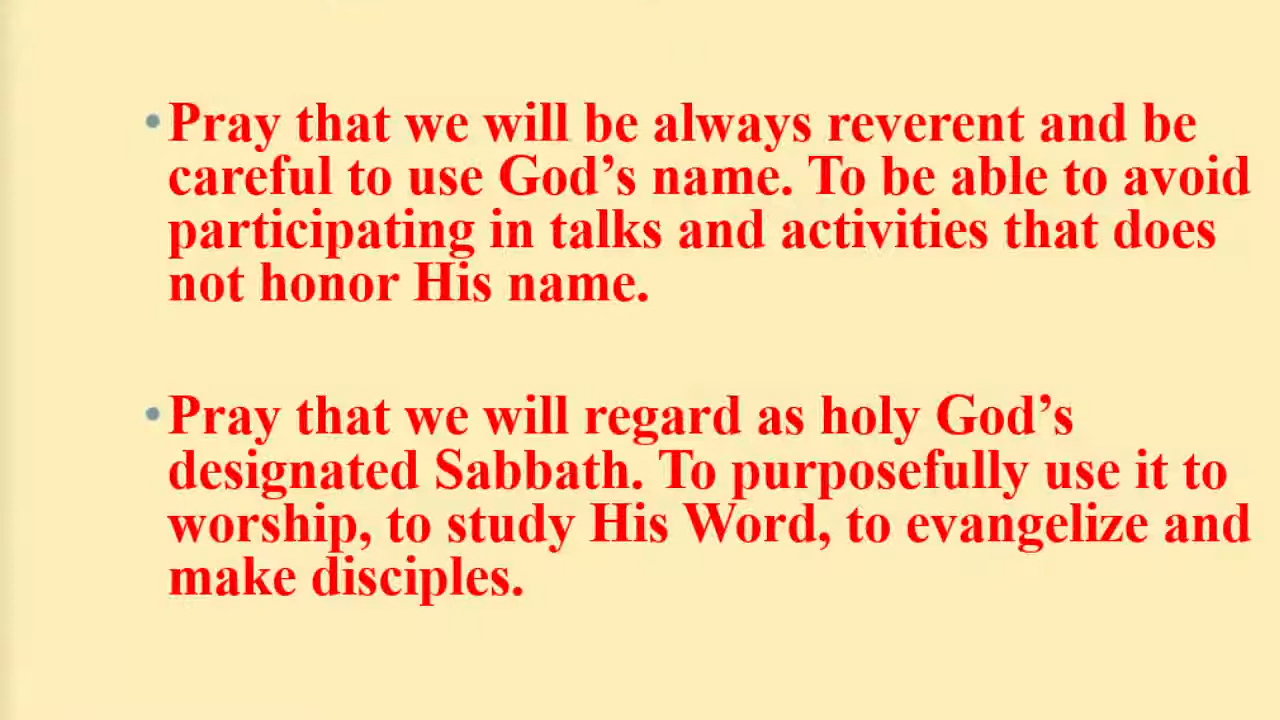 • Pray that we will be always reverent and be
careful to use God’s name. To be able to avoid
participating in talks and activities that does
not honor His name.
• Pray that we will regard as holy God’s
designated Sabbath. To purposefully use it to
worship, to study His Word, to evangelize and
make disciples.